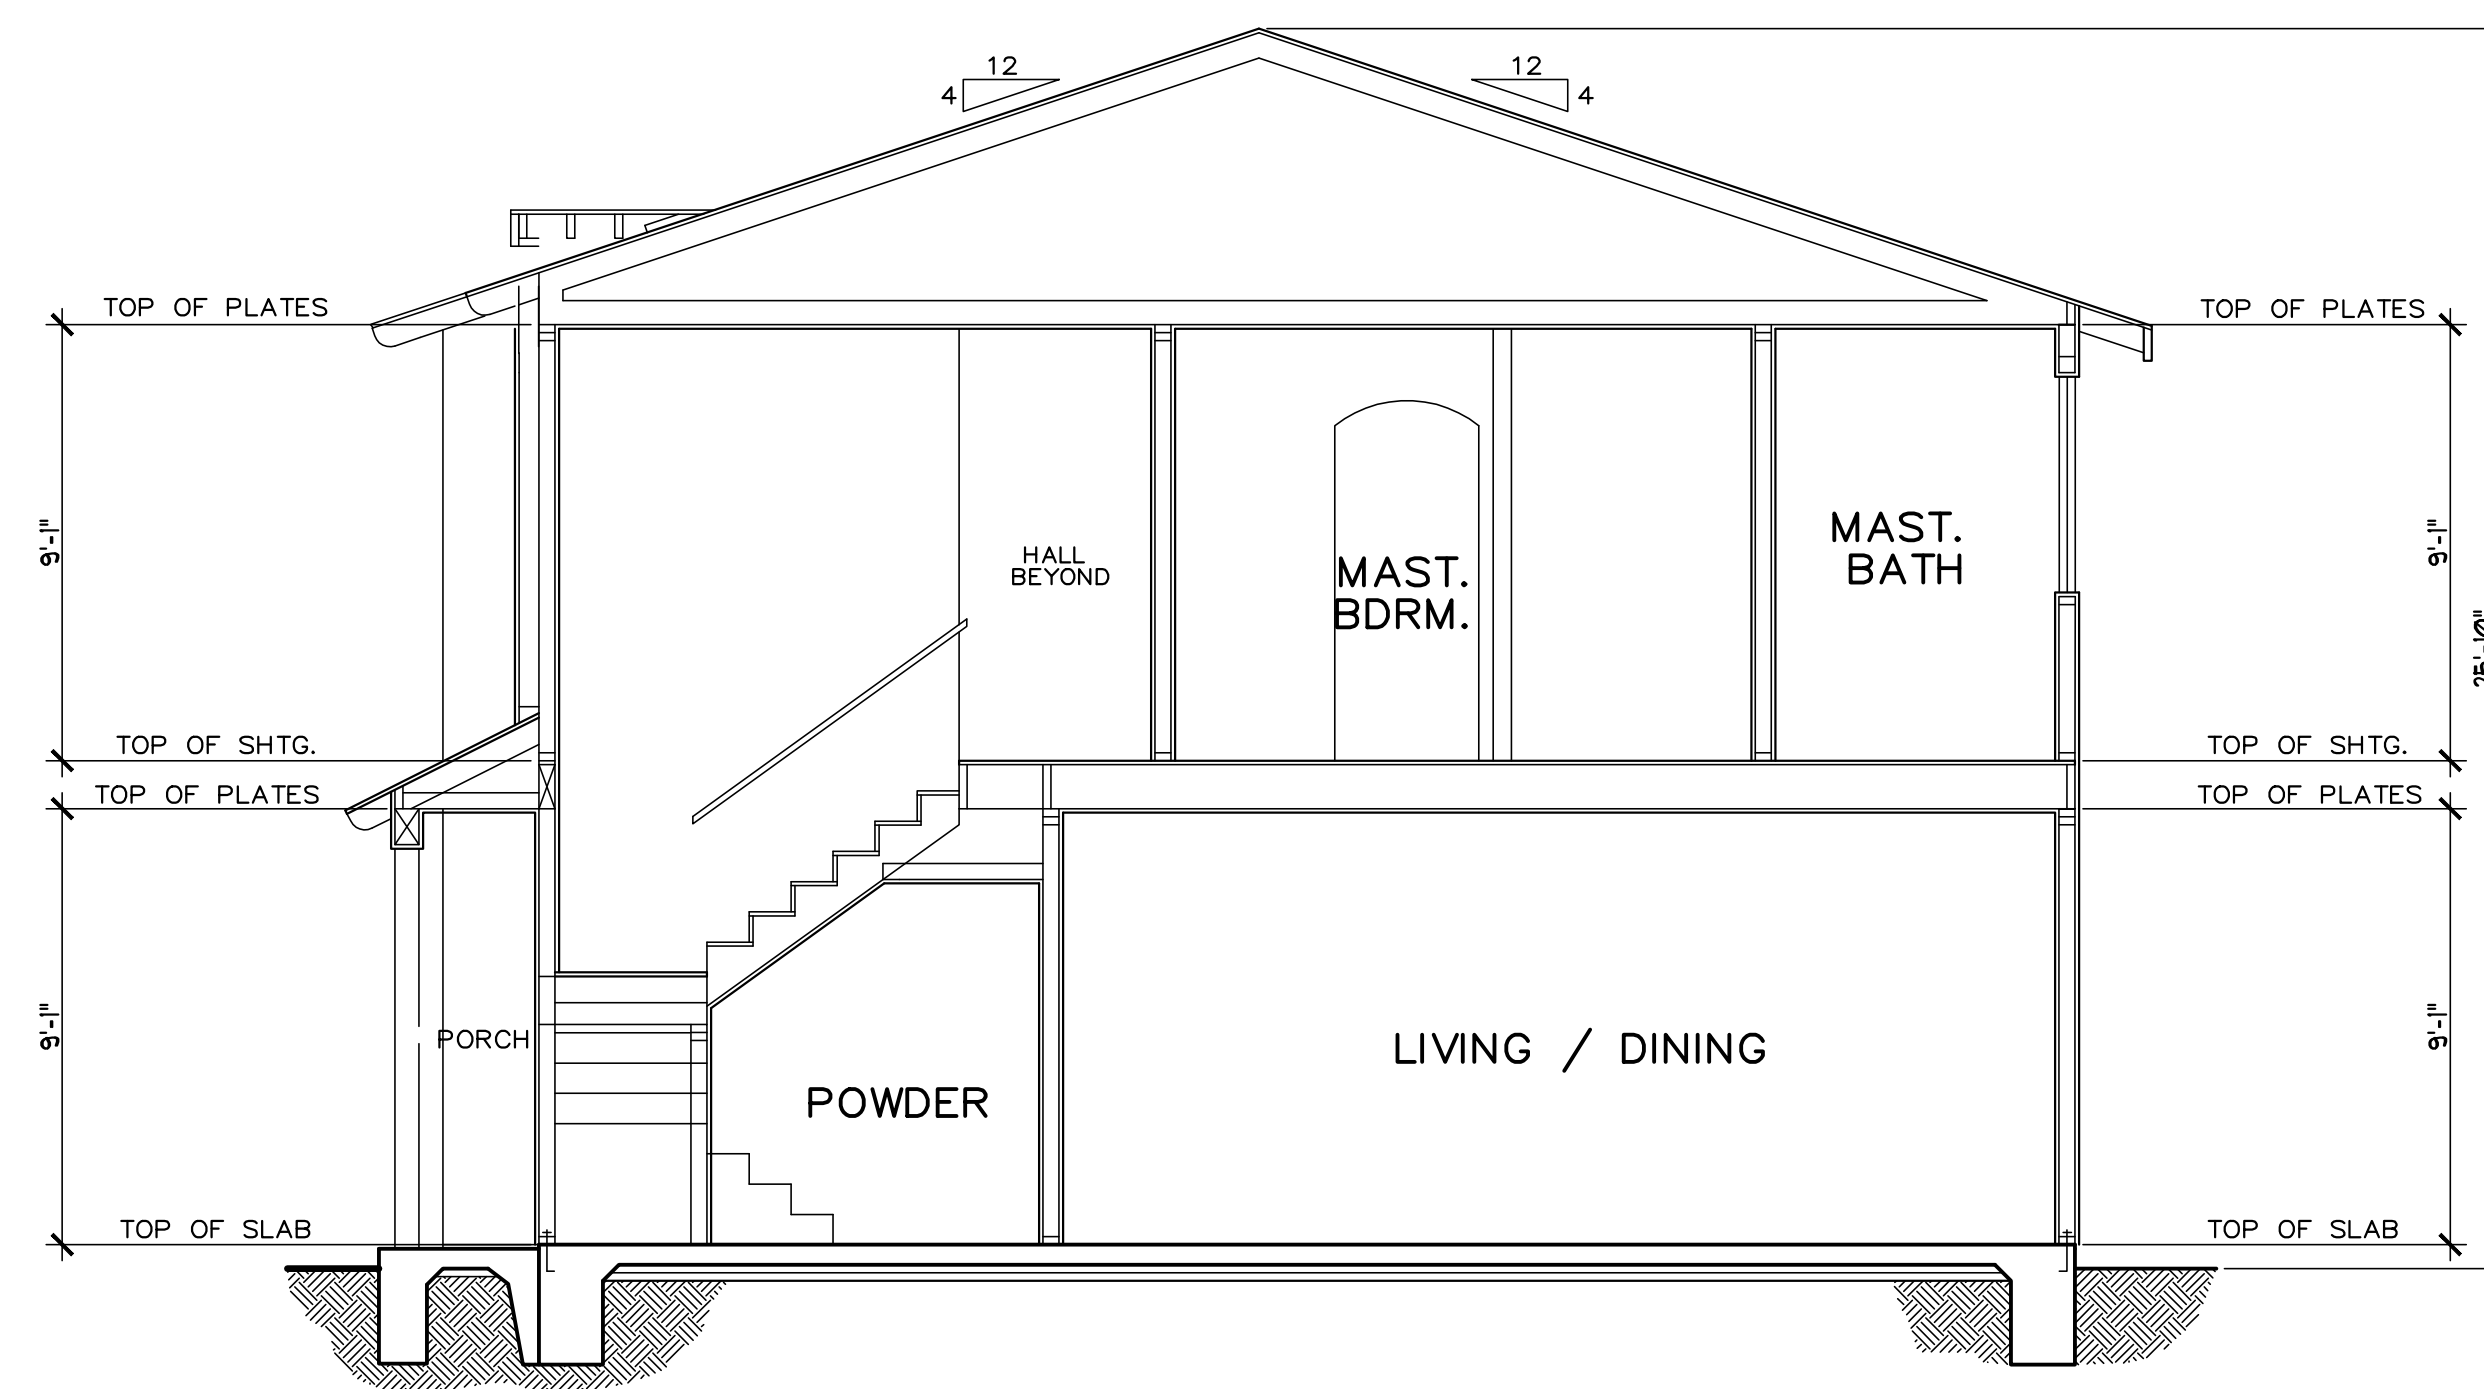 12
4
12
4
TOP OF PLATES
TOP OF PLATES
9'-1"
9'-1"
HALL
BEYOND
MAST.
BDRM.
MAST.
BATH
25'-10"
TOP OF SHTG.
TOP OF SHTG.
TOP OF PLATES
TOP OF PLATES
9'-1"
9'-1"
PORCH
POWDER
LIVING / DINING
TOP OF SLAB
TOP OF SLAB